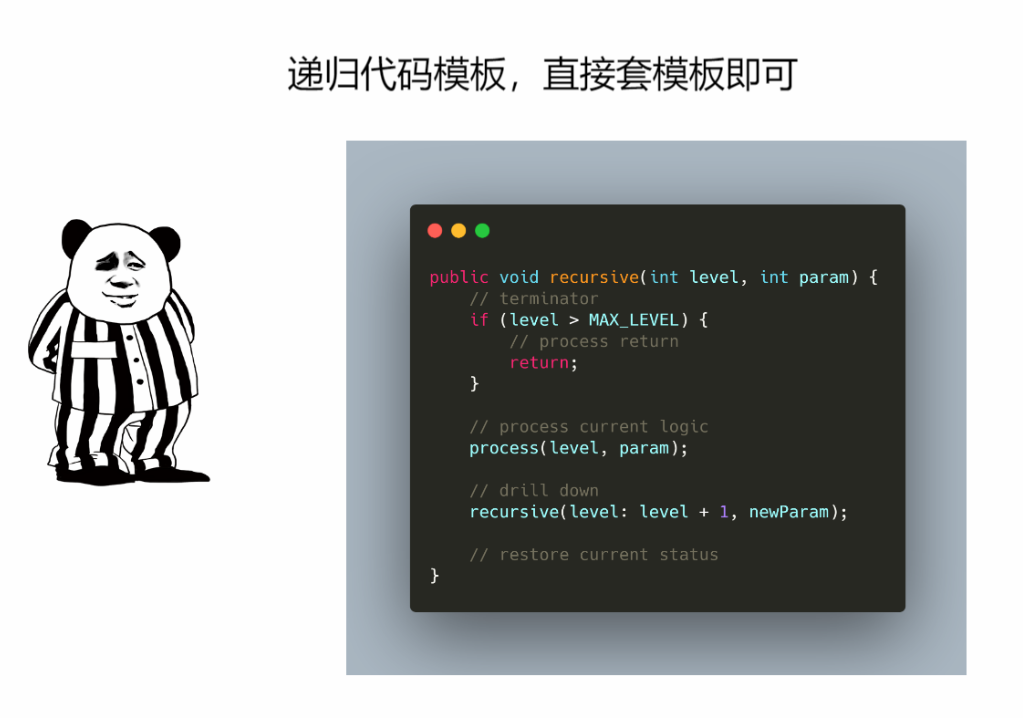 递归代码模板，直接套模板即可
public void recursive(int level, int param) {
    // terminator
    if (level > MAX_LEVEL) {
        // process return
        return;
    }
    // process current logic
    process(level, param);
    // drill down
    recursive(level: level + 1, newParam);
    // restore current status
}